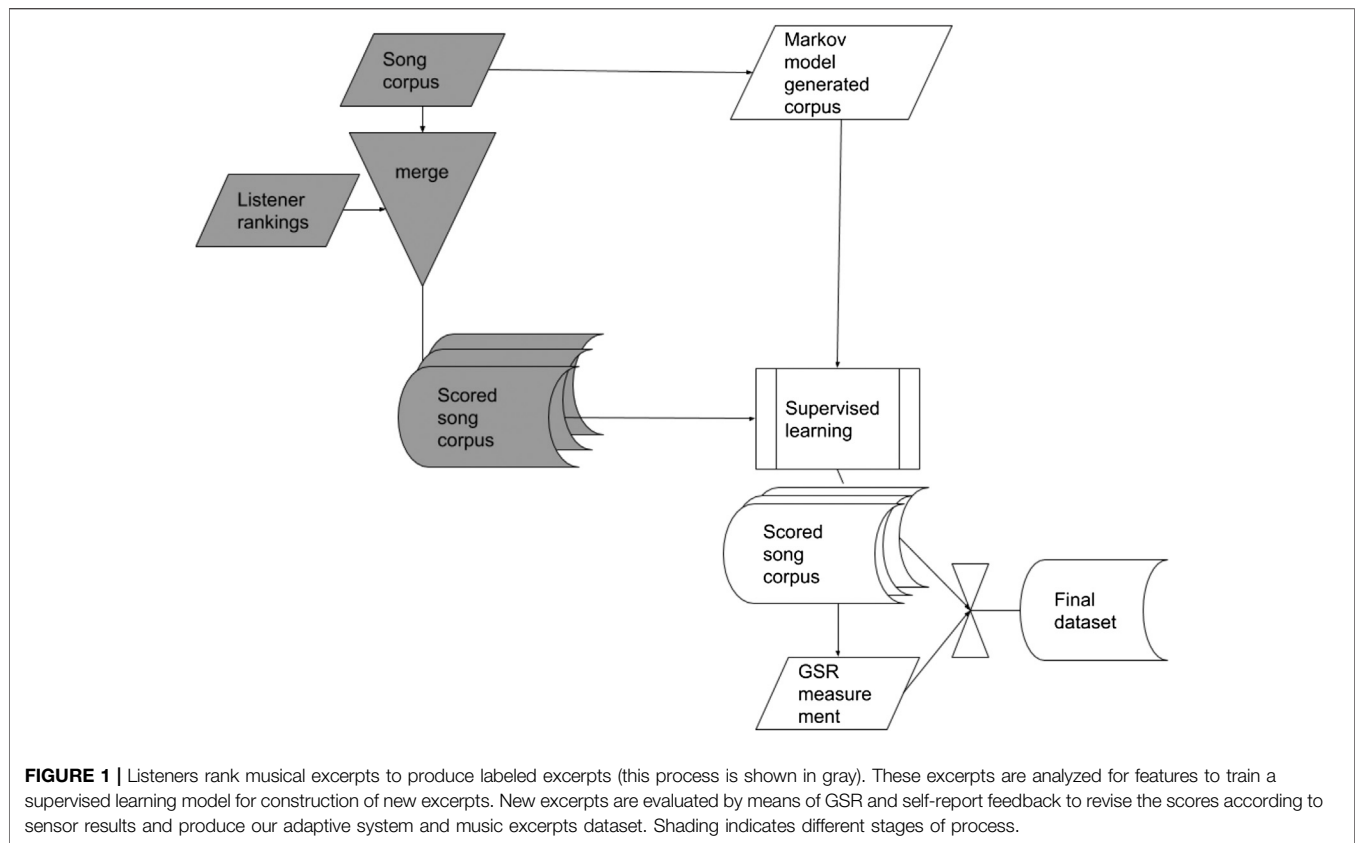 Song
corpus
Markov
model
generated
corpus
merge
Listener
rankings
Scored
song
corpus
Supervised
learning
Scored
song
corpus
Final
dataset
GSR
measure
ment
FIGURE 1 | Listeners rank musical excerpts to produce labeled excerpts (this process is shown in gray). These excerpts are analyzed for features to train a
supervised learning model for construction of new excerpts. New excerpts are evaluated by means of GSR and self-report feedback to revise the scores according to
sensor results and produce our adaptive system and music excerpts dataset. Shading indicates different stages of process.